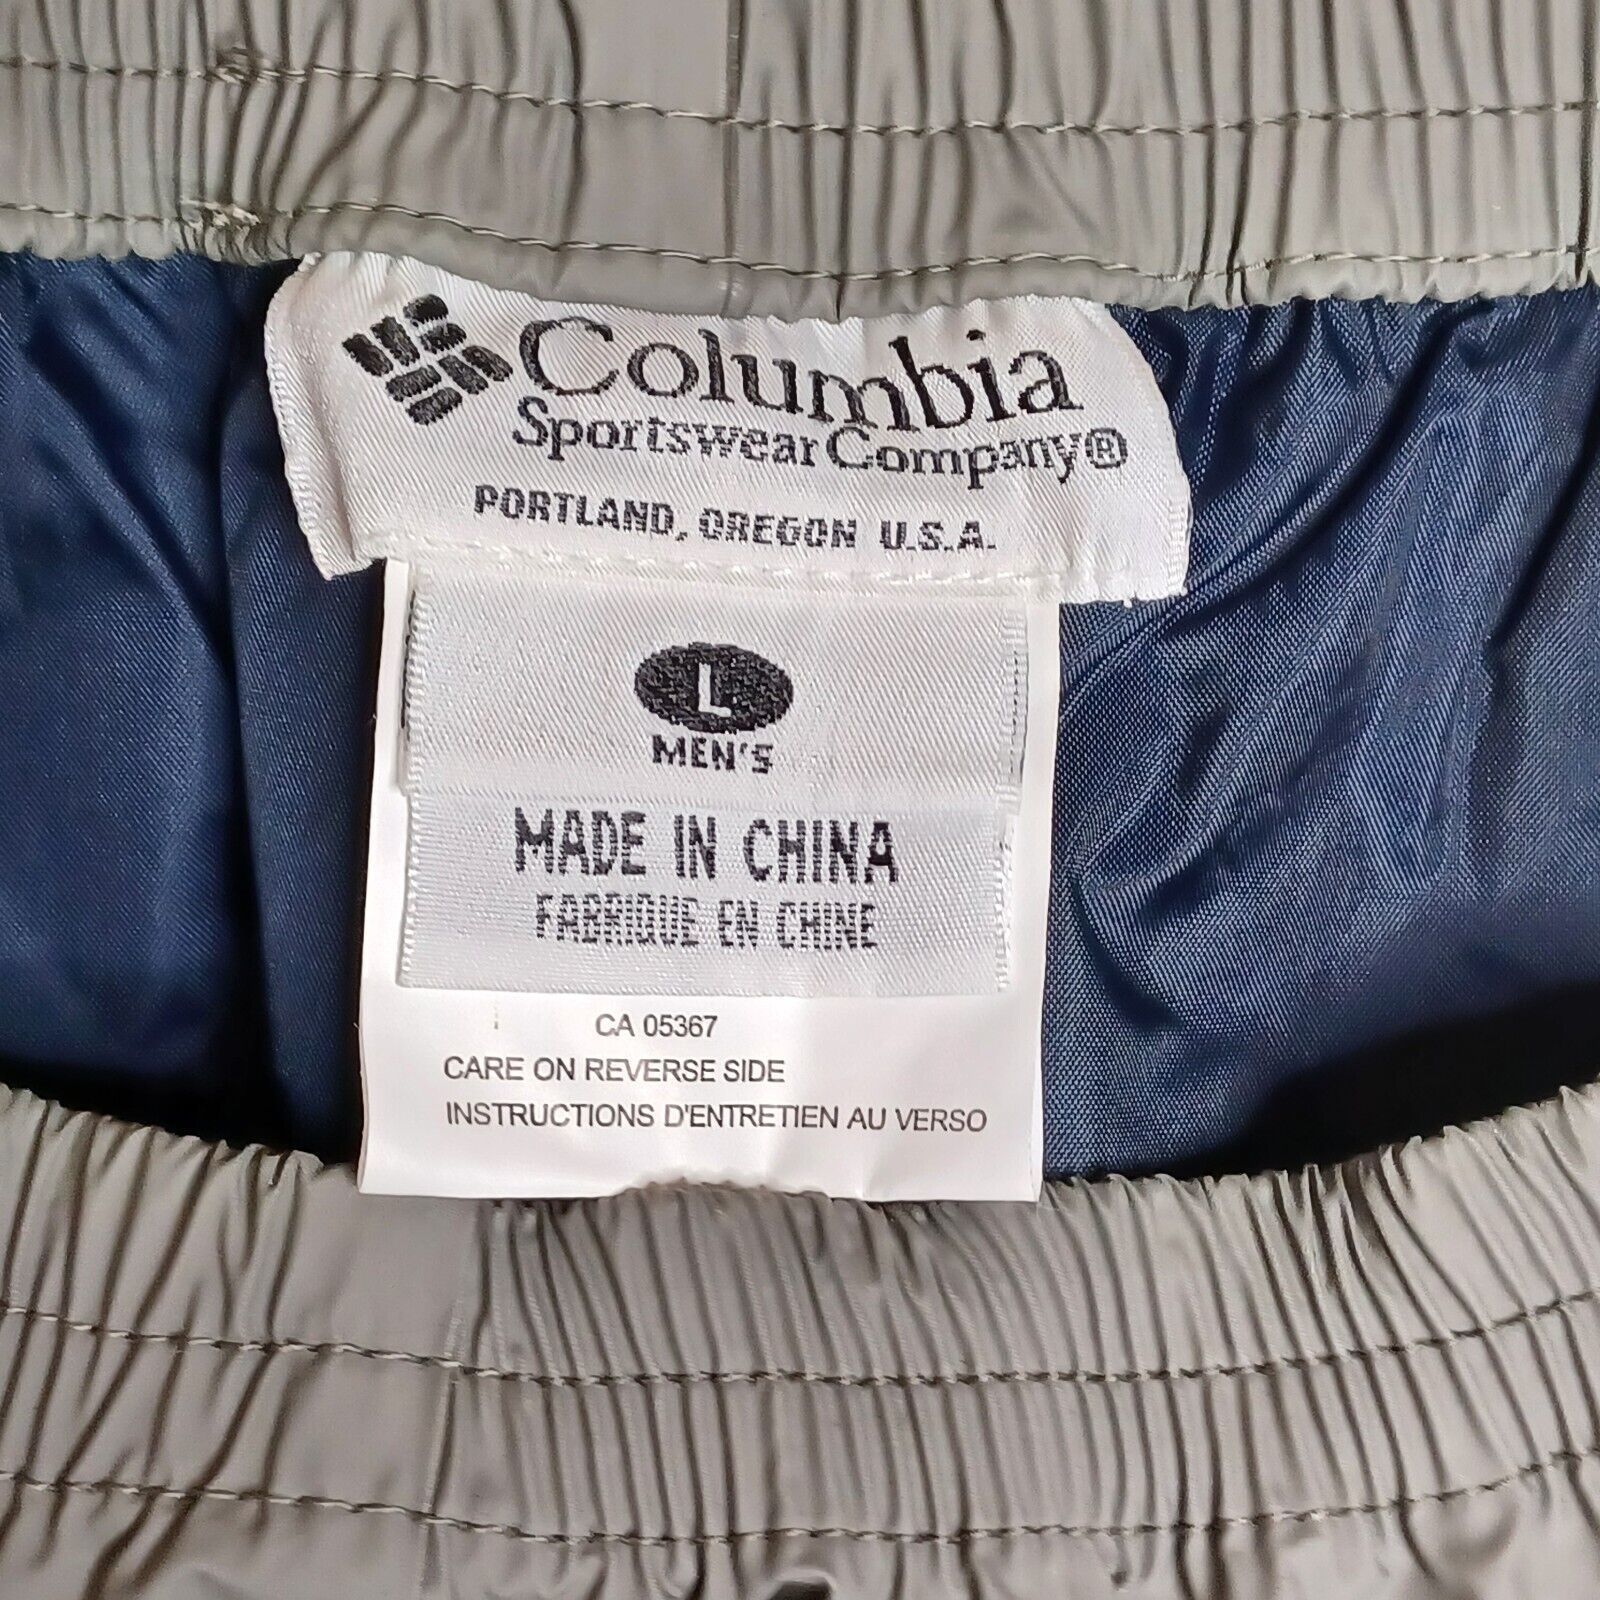 Columbia
Sportswear Company®
PORTLAND, OREGON U.S.A.
L
MEN'S
MADE IN CHINA
FABRIQUE EN CHINE
CA 05367
CARE ON REVERSE SIDE
INSTRUCTIONS D'ENTRETIEN AU VERSO